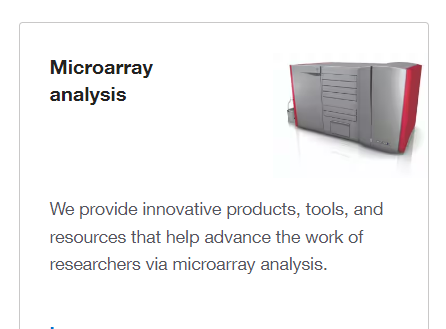 Microarray
analysis
We provide innovative products, tools, and
resources that help advance the work of
researchers via microarray analysis.